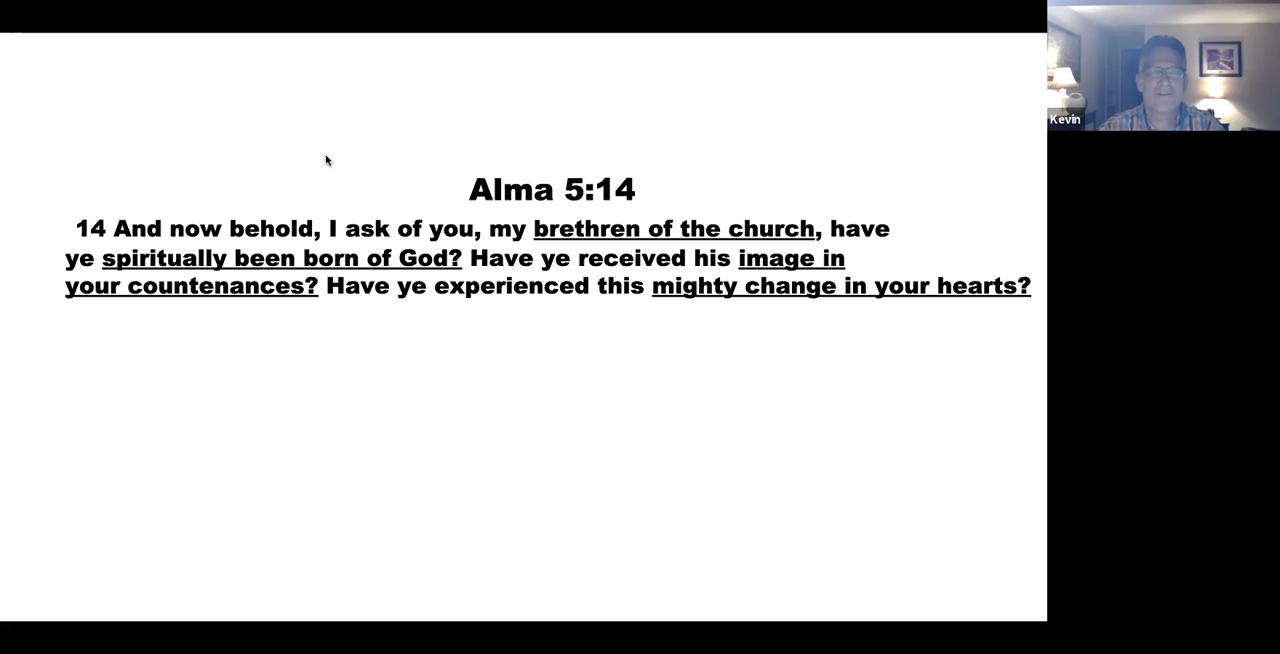 Alma 5:14
14 And now behold, I ask of you, my brethren of the church, have
ye spiritually been born of God? Have ye received his image in
your countenances? Have ye experienced this mighty change in your hearts?
Kevin